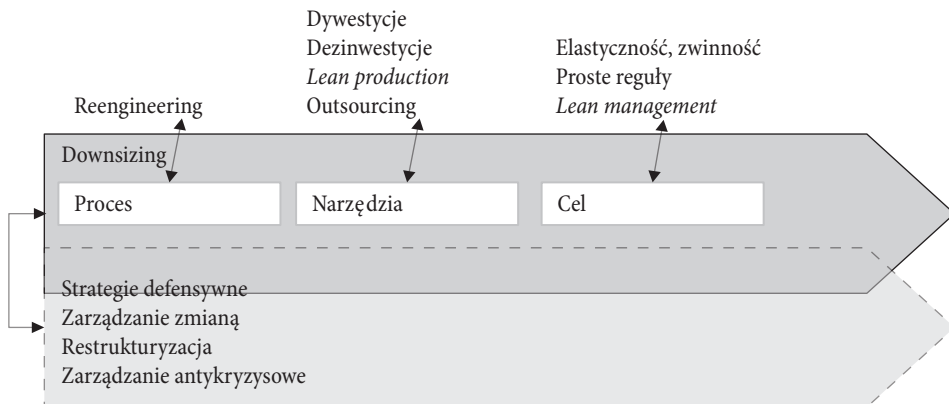 Dywestycje
Dezinwestycje
Lean production
Outsourcing
Elastyczność, zwinność
Proste reguły
Lean management
Reengineering
Downsizing
Proces
Narzędzia
Cel
Strategie defensywne
Zarządzanie zmianą
Restrukturyzacja
Zarządzanie antykryzysowe